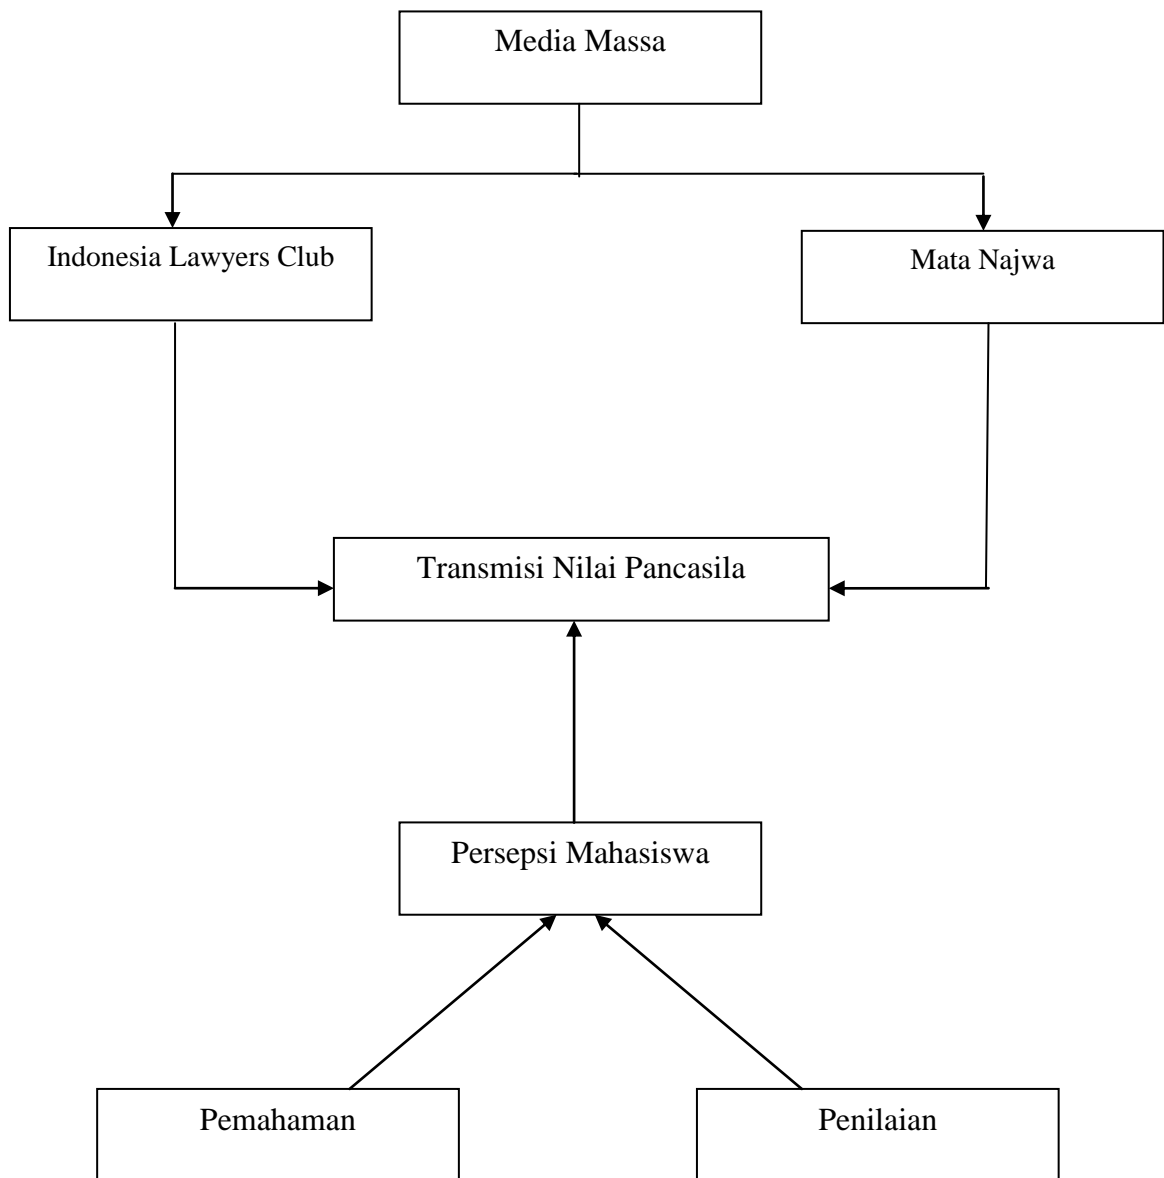 Media Massa
Indonesia Lawyers Club
Mata Najwa
Transmisi Nilai Pancasila
Persepsi Mahasiswa
Pemahaman
Penilaian